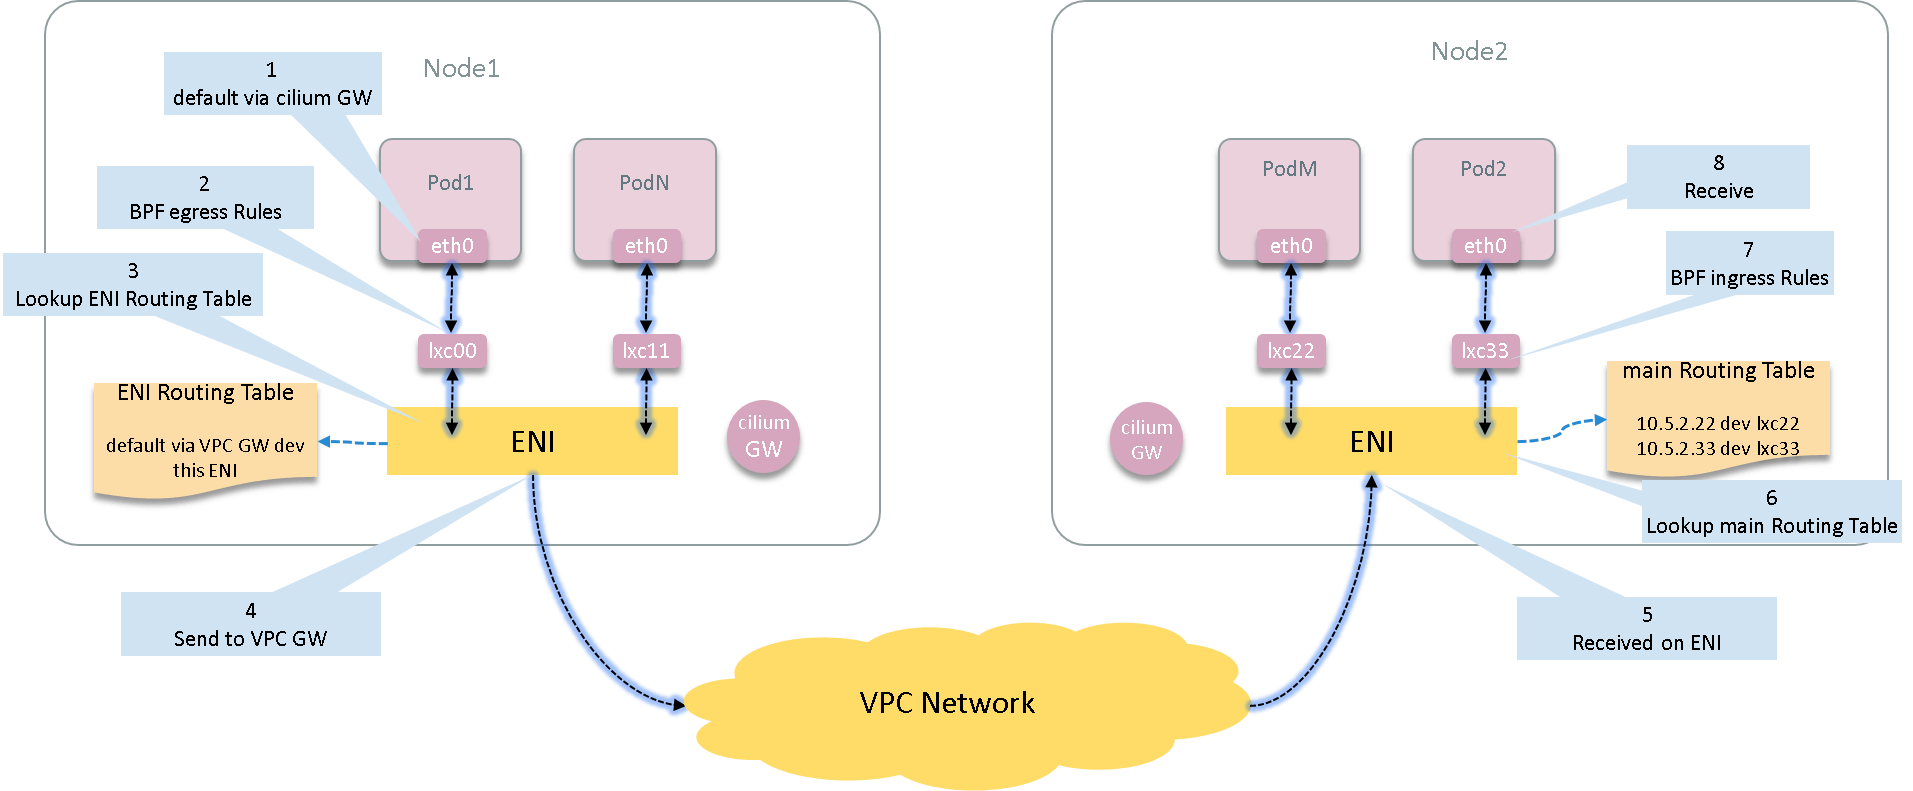 Node1
1
default via cilium GW
2
BPF egress Rules
3
Lookup ENI Routing Table
Pod1
eth0
PodN
eth0
lxc00
lxc11
ENI Routing Table
default via VPC GW dev
this ENI
ENI
cilium
GW
4
Send to VPC GW
VPC Network
Node2
PodM
eth0
Pod2
eth0
8
Receive
7
BPF ingress Rules
lxc22
lxc33
main Routing Table
10.5.2.22 dev lxc22
10.5.2.33 dev lxc33
cilium
GW
ENI
6
Lookup main Routing Table
5
Received on ENI